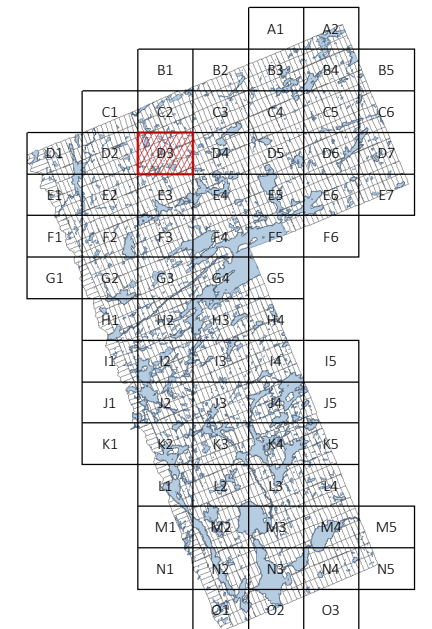 A1 A2
B1 B2 B3 B4 B5
C1 C2 C3 C4 C5 C6
D1 D2 D3 D4 D5 D6 D7
E1 E2 E3 E4 E5 E6 E7
F1 F2 F3 F4 F5 F6
G1 G2 G3 G4 G5
H1 H2 H3 H4
I1 I2 I3 I4 I5
J1 J2 J3 J4 J5
K1 K2 K3 K4 K5
L1 L2 L3 L4
M1 M2 M3 M4 M5
N1 N2 N3 N4 N5
O1 O2 O3